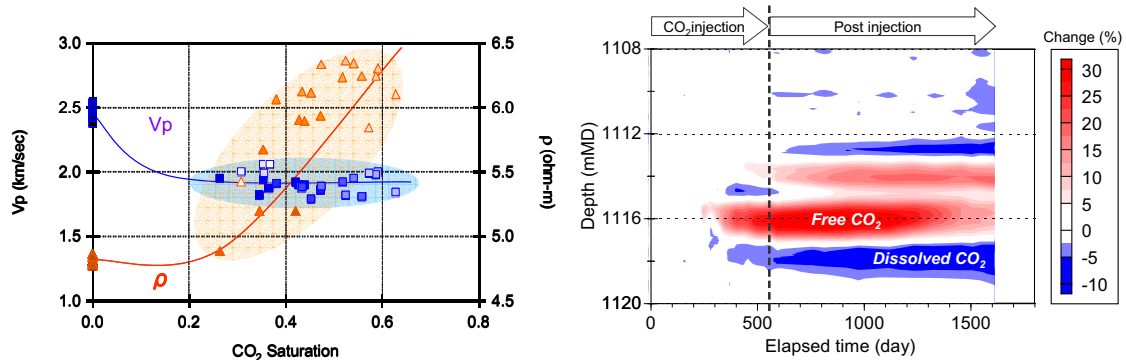 3.0
2.5
2.0
1.5
1.0
Vp (km/sec)
0.0
0.2
0.4
0.6
0.8
CO2 Saturation
6.5
6.0
5.5
5.0
4.5
ρ (ohm-m)
Vp
ρ
CO2 injection
Post injection
1108
1112
1116
1120
Depth (mMD)
0
500
1000
1500
Elapsed time (day)
Free CO2
Dissolved CO2
Change (%)
30
25
20
15
10
5
0
-5
-10